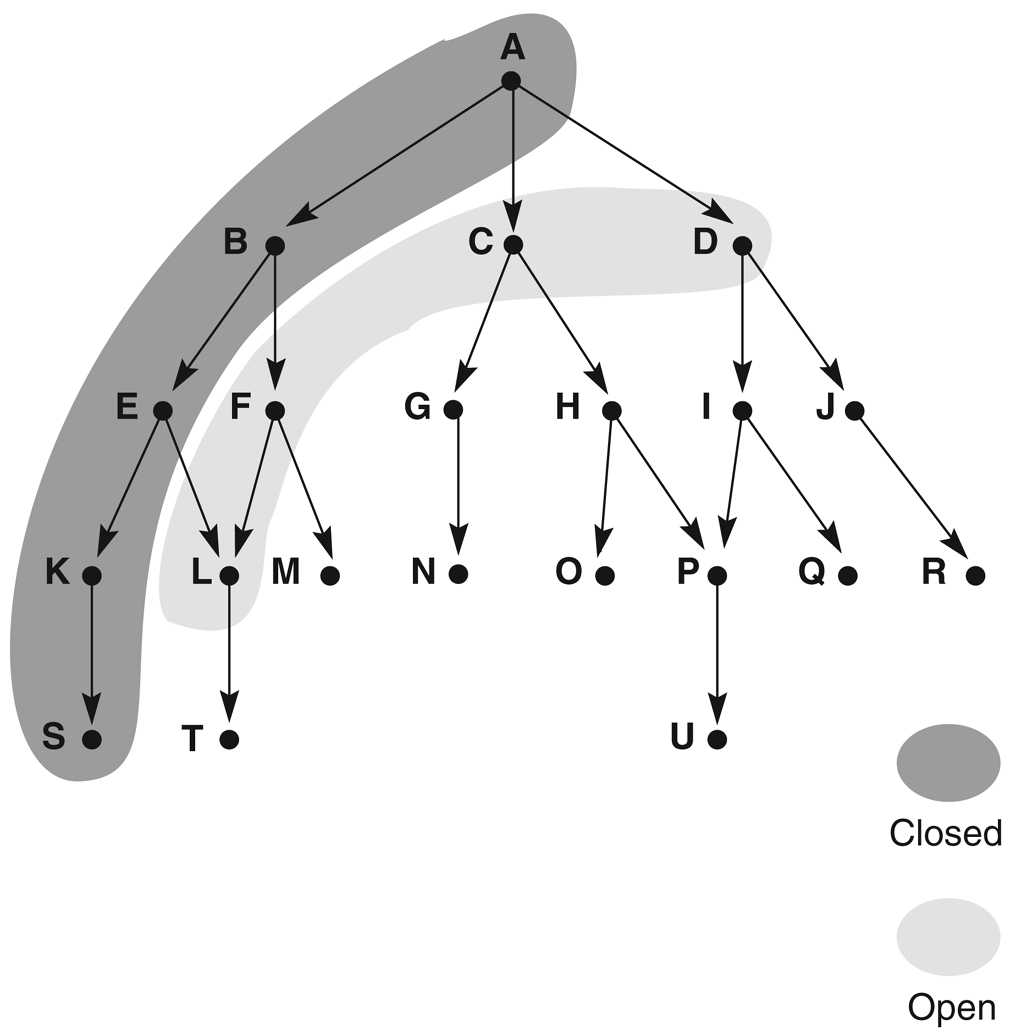 A
B C D
E F G H I J
K L M N O P Q R
S T U
Closed
Open